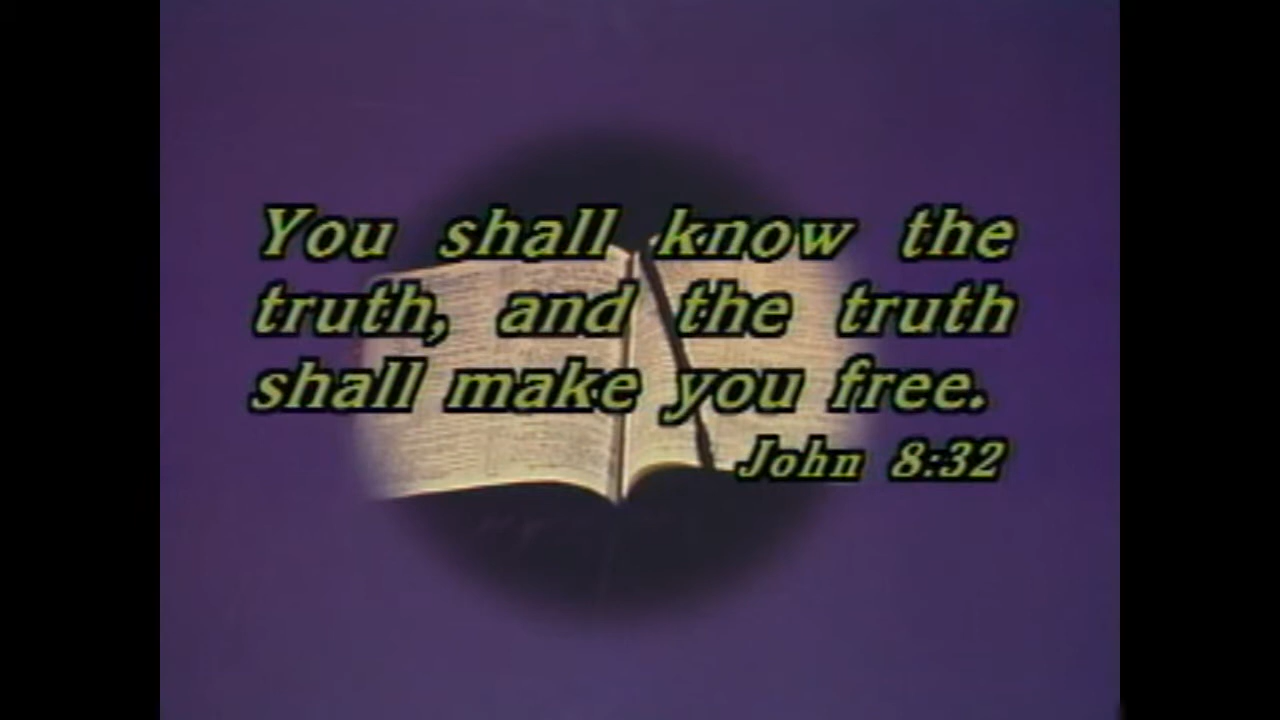 You shall know the
truth, and the truth
shall make you free.
John 8:32